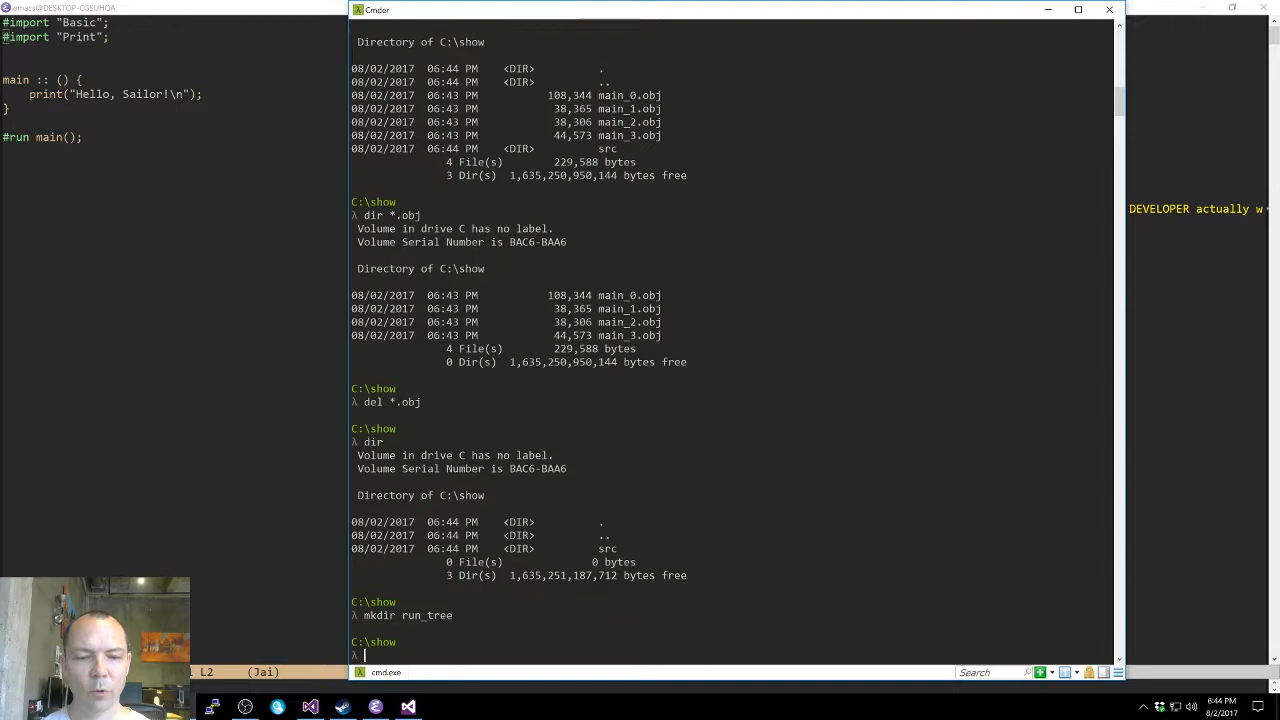 emacs@DESKTOP-CGSUHQA
#import "Basic";
#import "Print";
main :: () {
print("Hello, Sailor!\n");
}
#run main();
L2 (Jai)
Cmder
Directory of C:\show
08/02/2017 06:44 PM <DIR> .
08/02/2017 06:44 PM <DIR> ..
08/02/2017 06:43 PM 108,344 main_0.obj
08/02/2017 06:43 PM 38,365 main_1.obj
08/02/2017 06:43 PM 38,306 main_2.obj
08/02/2017 06:43 PM 44,573 main_3.obj
08/02/2017 06:44 PM <DIR> src
4 File(s) 229,588 bytes
3 Dir(s) 1,635,250,950,144 bytes free
C:\show
λ dir *.obj
Volume in drive C has no label.
Volume Serial Number is BAC6-BAA6
Directory of C:\show
08/02/2017 06:43 PM 108,344 main_0.obj
08/02/2017 06:43 PM 38,365 main_1.obj
08/02/2017 06:43 PM 38,306 main_2.obj
08/02/2017 06:43 PM 44,573 main_3.obj
4 File(s) 229,588 bytes
0 Dir(s) 1,635,250,950,144 bytes free
C:\show
λ del *.obj
C:\show
λ dir
Volume in drive C has no label.
Volume Serial Number is BAC6-BAA6
Directory of C:\show
08/02/2017 06:44 PM <DIR> .
08/02/2017 06:44 PM <DIR> ..
08/02/2017 06:44 PM <DIR> src
0 File(s) 0 bytes
3 Dir(s) 1,635,251,187,712 bytes free
C:\show
λ mkdir run_tree
C:\show
λ
cmd.exe
Search
DEVELOPER actually w
6:44 PM
8/2/2017